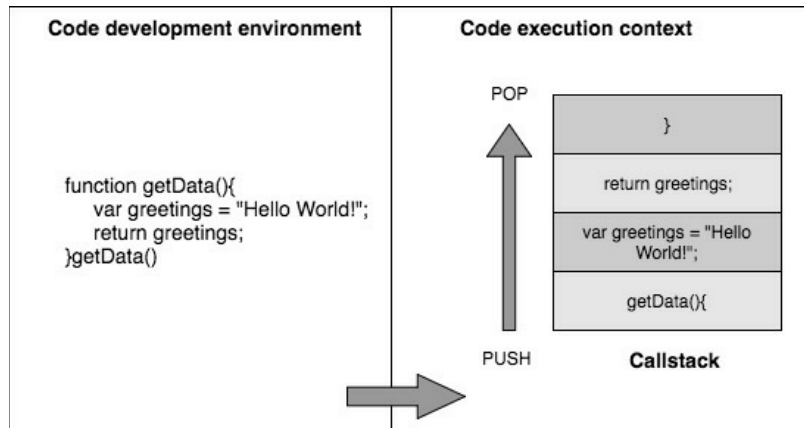 Code development environment
Code execution context
function getData(){
var greetings = "Hello World!";
return greetings;
}getData()
POP
}
return greetings;
var greetings = "Hello
World!";
getData(){
PUSH
Callstack